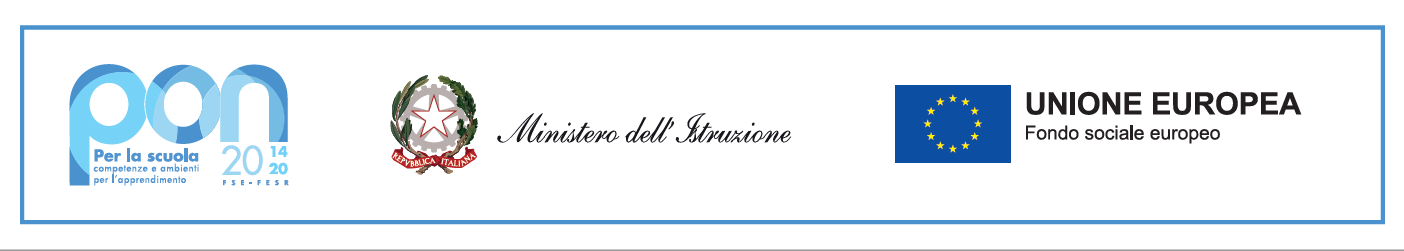 pon
Per la scuola
competenze e ambienti
per l'apprendimento
20 14
20 20
FSE-FESR
REPVBBLICA ITALIANA
Ministero dell'Istruzione
UNIONE EUROPEA
Fondo sociale europeo